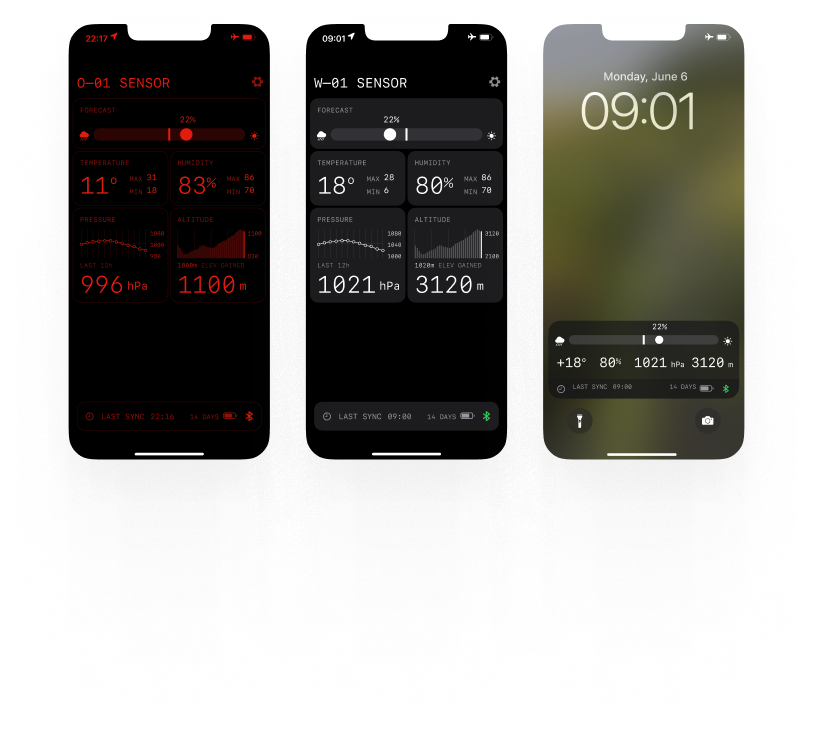 22:17
O—01 SENSOR
FORECAST
22%
TEMPERATURE
11°
MAX 31
MIN 18
HUMIDITY
83%
MAX 86
MIN 70
PRESSURE
1080
1000
LAST 12h
996 hPa
ALTITUDE
1100
1000m ELEV GAINED
1100 m
LAST SYNC 22:16
14 DAYS
09:01
W—01 SENSOR
FORECAST
22%
TEMPERATURE
18°
MAX 28
MIN 6
HUMIDITY
80%
MAX 86
MIN 70
PRESSURE
1080
1040
1000
LAST 12h
1021 hPa
ALTITUDE
3120
2100
1020m ELEV GAINED
3120 m
LAST SYNC 09:00
14 DAYS
Monday, June 6
09:01
22%
+18° 80% 1021 hPa 3120 m
LAST SYNC 09:00
14 DAYS